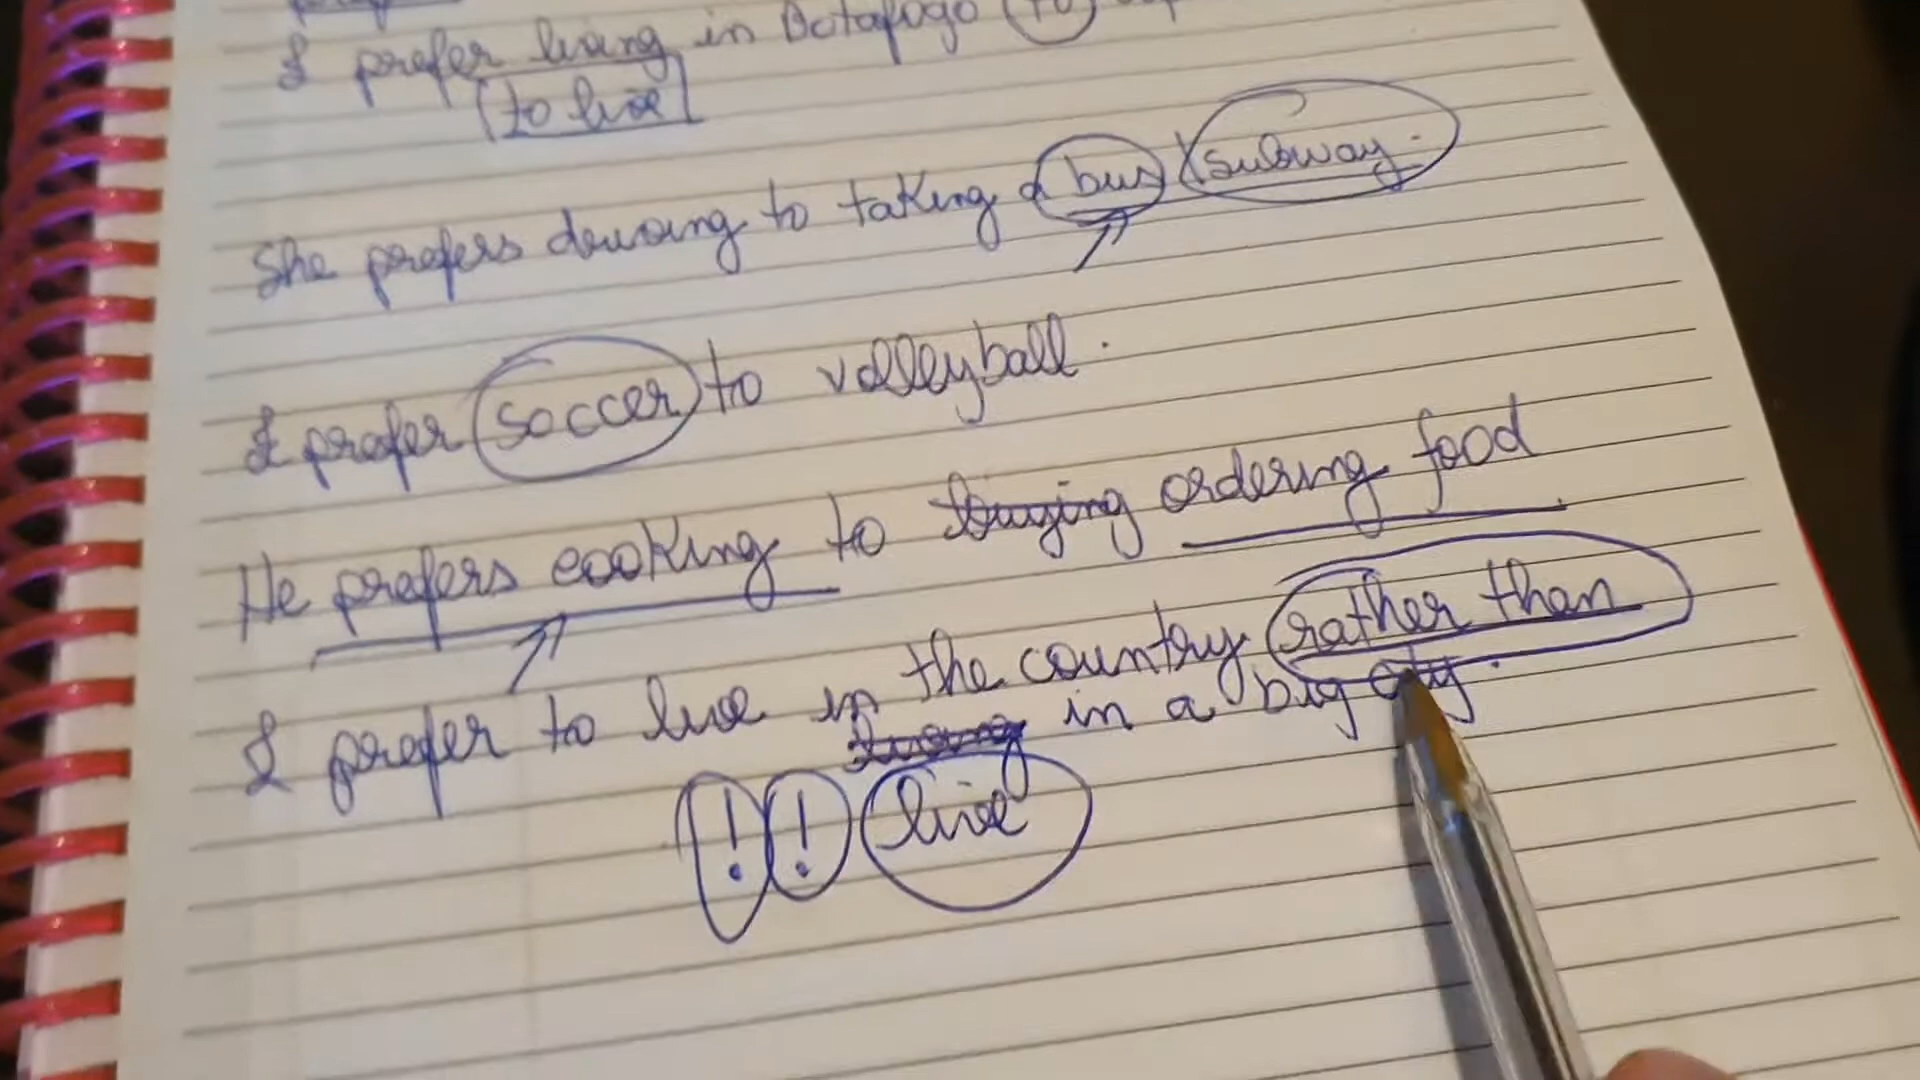 I prefer living in Botafogo to
to live
She prefers driving to taking a bus / subway.
I prefer soccer to volleyball.
He prefers cooking to buying ordering food
I prefer to live in the country rather than
living in a big city.
! ! live